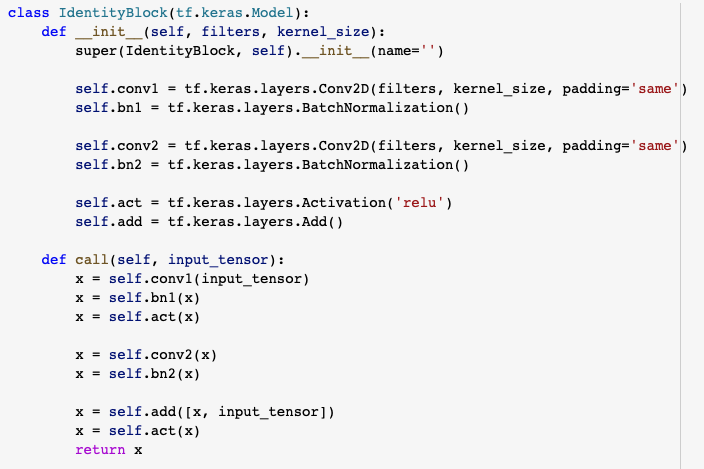 class IdentityBlock(tf.keras.Model):
    def __init__(self, filters, kernel_size):
        super(IdentityBlock, self).__init__(name='')

        self.conv1 = tf.keras.layers.Conv2D(filters, kernel_size, padding='same')
        self.bn1 = tf.keras.layers.BatchNormalization()

        self.conv2 = tf.keras.layers.Conv2D(filters, kernel_size, padding='same')
        self.bn2 = tf.keras.layers.BatchNormalization()

        self.act = tf.keras.layers.Activation('relu')
        self.add = tf.keras.layers.Add()

    def call(self, input_tensor):
        x = self.conv1(input_tensor)
        x = self.bn1(x)
        x = self.act(x)

        x = self.conv2(x)
        x = self.bn2(x)

        x = self.add([x, input_tensor])
        x = self.act(x)
        return x